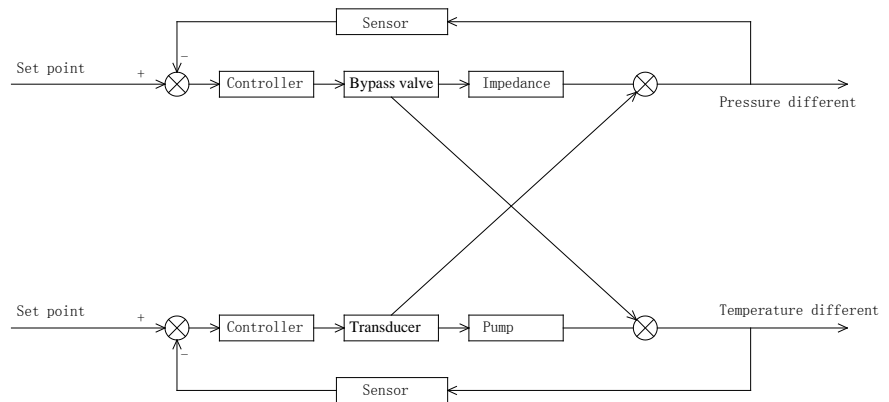 Sensor
−
Set point
+
Controller
Bypass valve
Impedance
Pressure different
Set point
+
Controller
Transducer
Pump
Temperature different
−
Sensor